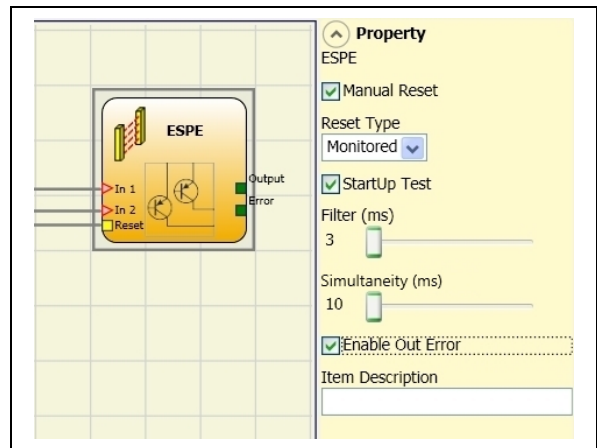 ESPE
In 1
In 2
Reset
Output
Error
Property
ESPE
Manual Reset
Reset Type
Monitored
StartUp Test
Filter (ms)
3
Simultaneity (ms)
10
Enable Out Error
Item Description